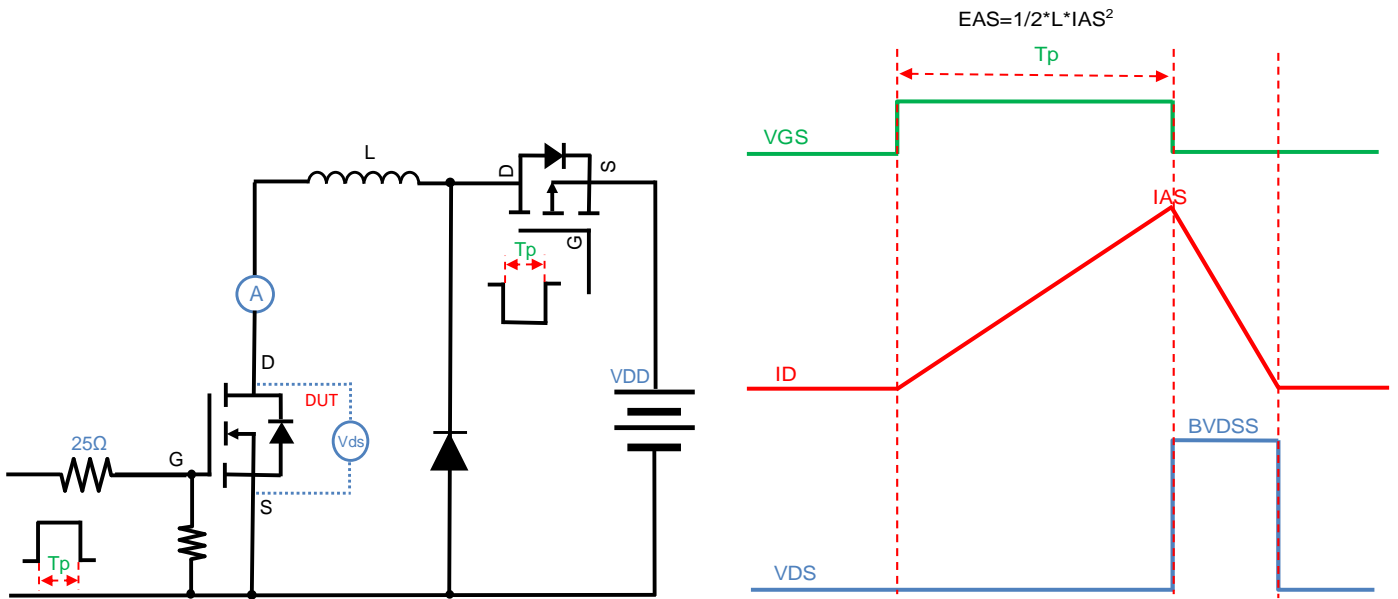 L
D
S
G
Tp
A
D
DUT
Vds
25Ω
G
S
Tp
VDD
EAS=1/2*L*IAS²
Tp
VGS
IAS
ID
BVDSS
VDS